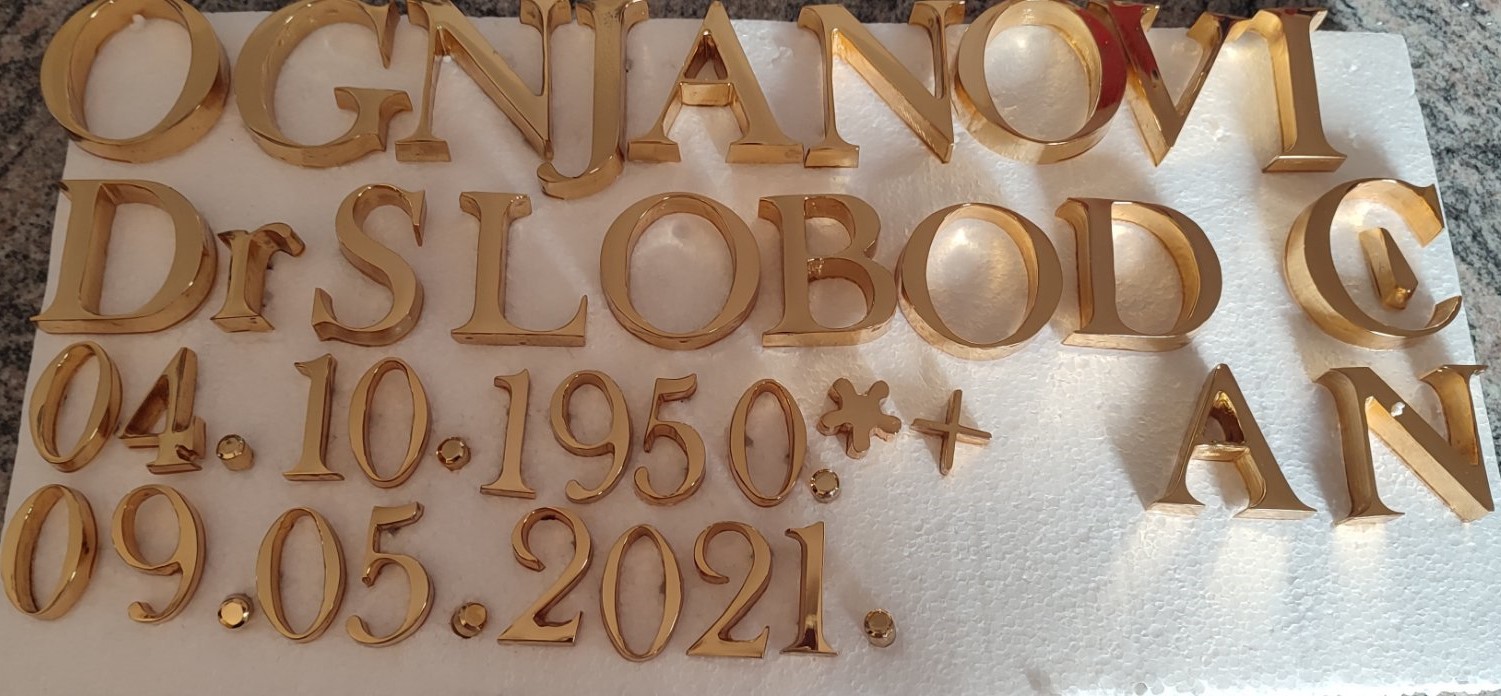 OGNJANOVI
Dr SLOBOD Ć
04.10.1950.*+ AN
09.05.2021.